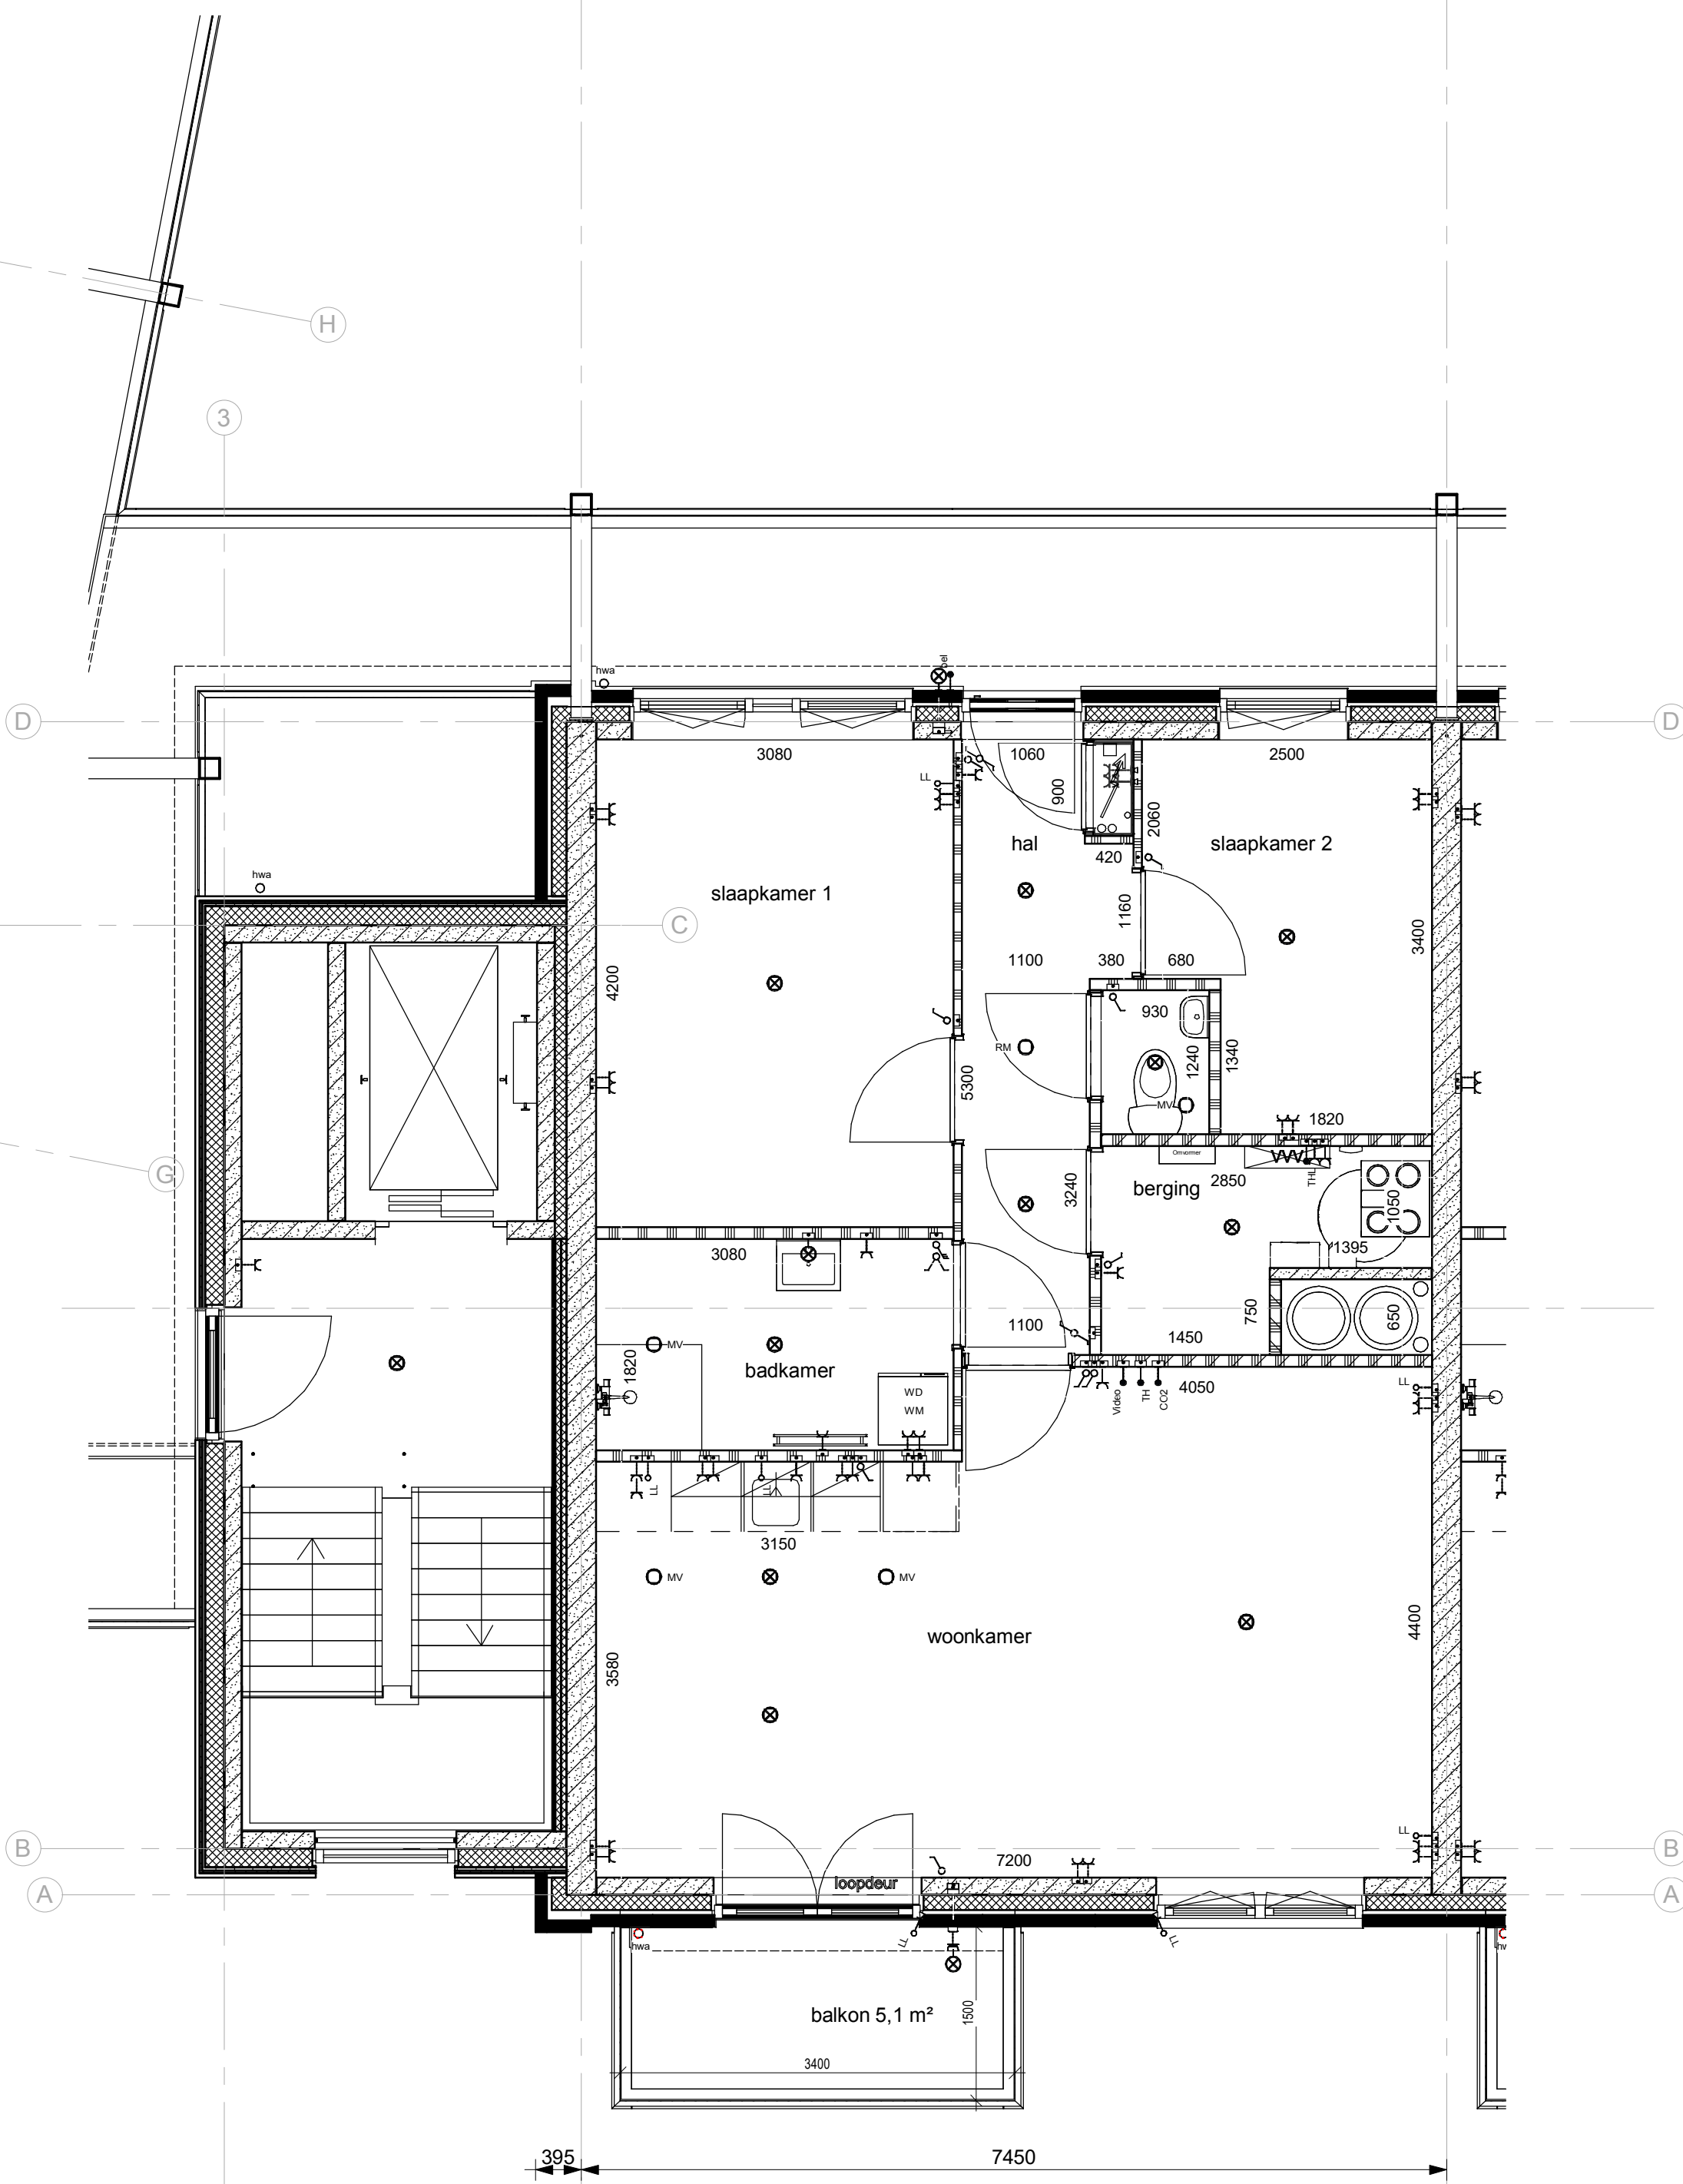 H
3
bel
hwa
D
D
3080
1060
2500
LL
900
2060
hal
slaapkamer 2
420
hwa
slaapkamer 1
1160
C
3400
4200
1100
380
680
930
RM
1240
1340
5300
MV
1820
Omvormer
G
THL
3240
berging
2850
1050
3080
1395
750
650
1100
1450
MV
1820
badkamer
4050
LL
WD
WM
Video
TH
CO2
LL
LL
3150
MV
MV
4400
woonkamer
3580
LL
B
B
7200
loopdeur
A
A
hwa
LL
LL
hw
balkon 5,1 m²
1500
3400
395
7450